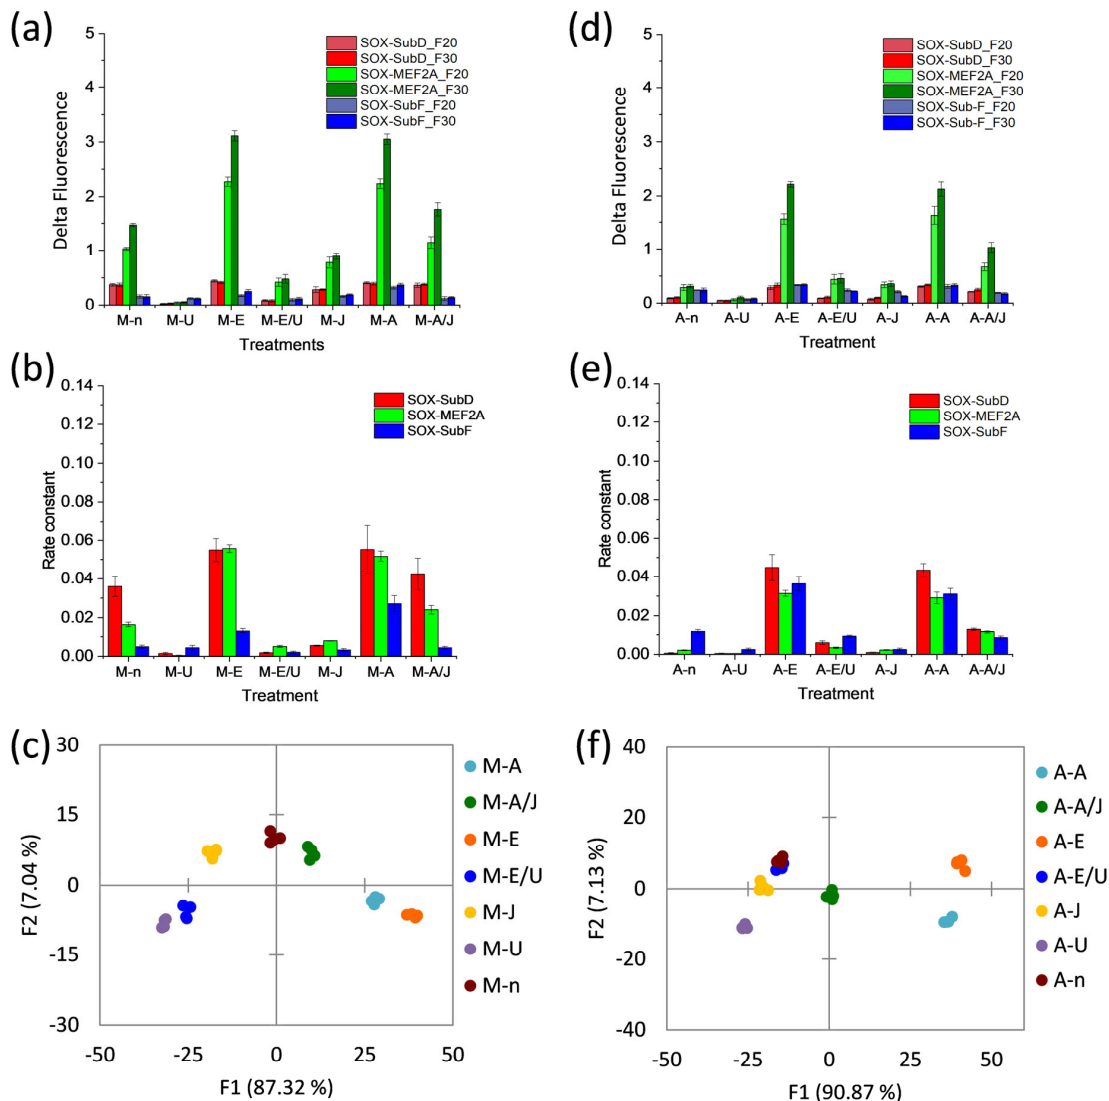 (a)
5
4
3
2
1
0
Delta Fluorescence
SOX-SubD_F20
SOX-SubD_F30
SOX-MEF2A_F20
SOX-MEF2A_F30
SOX-SubF_F20
SOX-SubF_F30
M-n M-U M-E M-E/U M-J M-A M-A/J
Treatments
(d)
5
4
3
2
1
0
Delta Fluorescence
SOX-SubD_F20
SOX-SubD_F30
SOX-MEF2A_F20
SOX-MEF2A_F30
SOX-Sub-F_F20
SOX-Sub-F_F30
A-n A-U A-E A-E/U A-J A-A A-A/J
Treatment
(b)
0.14
0.12
0.10
0.08
0.06
0.04
0.02
0.00
Rate constant
SOX-SubD
SOX-MEF2A
SOX-SubF
M-n M-U M-E M-E/U M-J M-A M-A/J
Treatment
(e)
0.14
0.12
0.10
0.08
0.06
0.04
0.02
0.00
Rate constant
SOX-SubD
SOX-MEF2A
SOX-SubF
A-n A-U A-E A-E/U A-J A-A A-A/J
Treatment
(c)
30
15
0
-15
-30
F2 (7.04 %)
-50 -25 0 25 50
F1 (87.32 %)
M-A
M-A/J
M-E
M-E/U
M-J
M-U
M-n
(f)
40
20
0
-20
-40
F2 (7.13 %)
-50 -25 0 25 50
F1 (90.87 %)
A-A
A-A/J
A-E
A-E/U
A-J
A-U
A-n